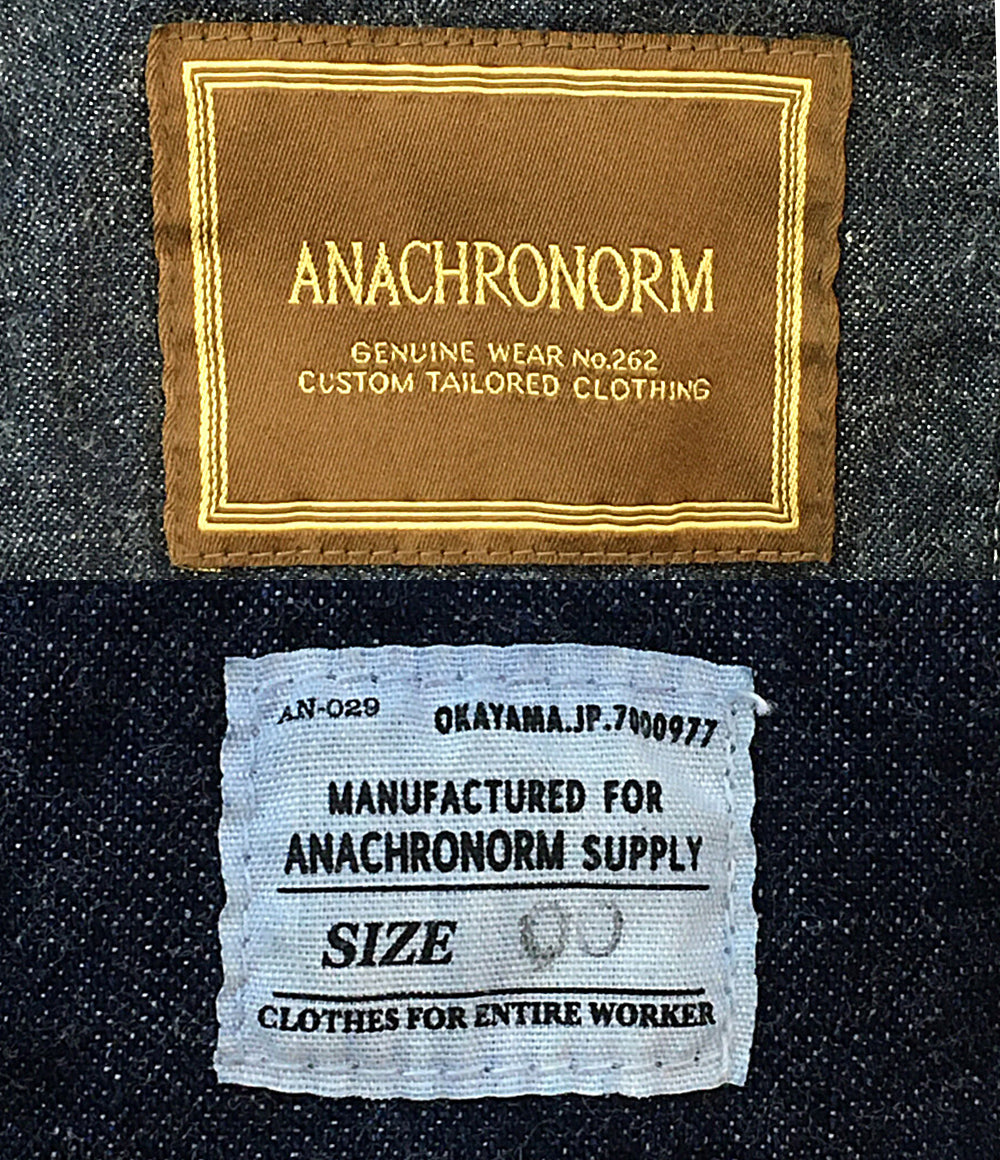 ANACHRONORM
GENUINE WEAR No.262
CUSTOM TAILORED CLOTHING
AN-029 OKAYAMA.JP.7000977
MANUFACTURED FOR
ANACHRONORM SUPPLY
SIZE 00
CLOTHES FOR ENTIRE WORKER